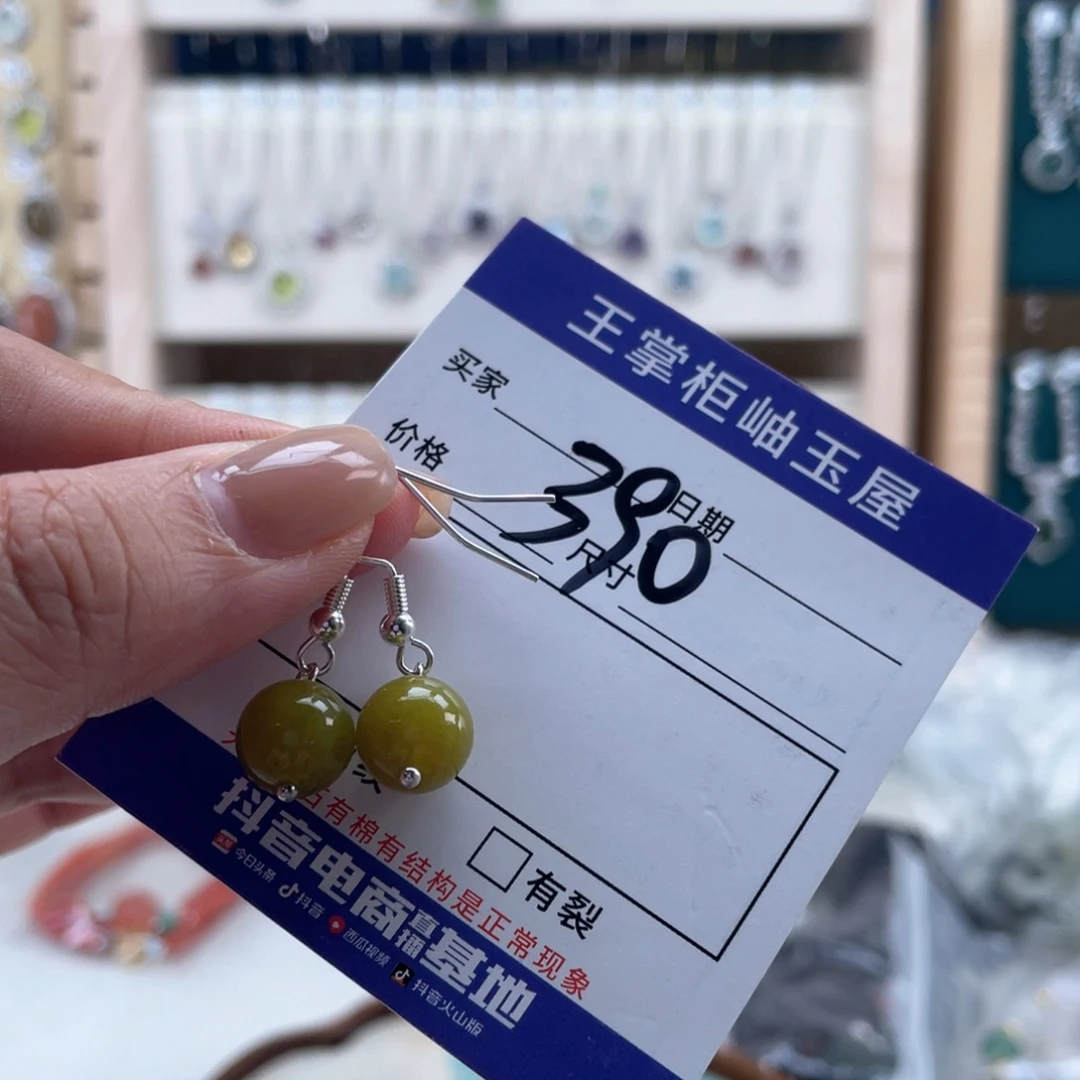 王掌柜岫玉屋
买家
价格
390
日期
尺寸
有裂
石有棉有结构是正常现象
抖音电商直播基地
今日头条 抖音 西瓜视频 抖音火山版